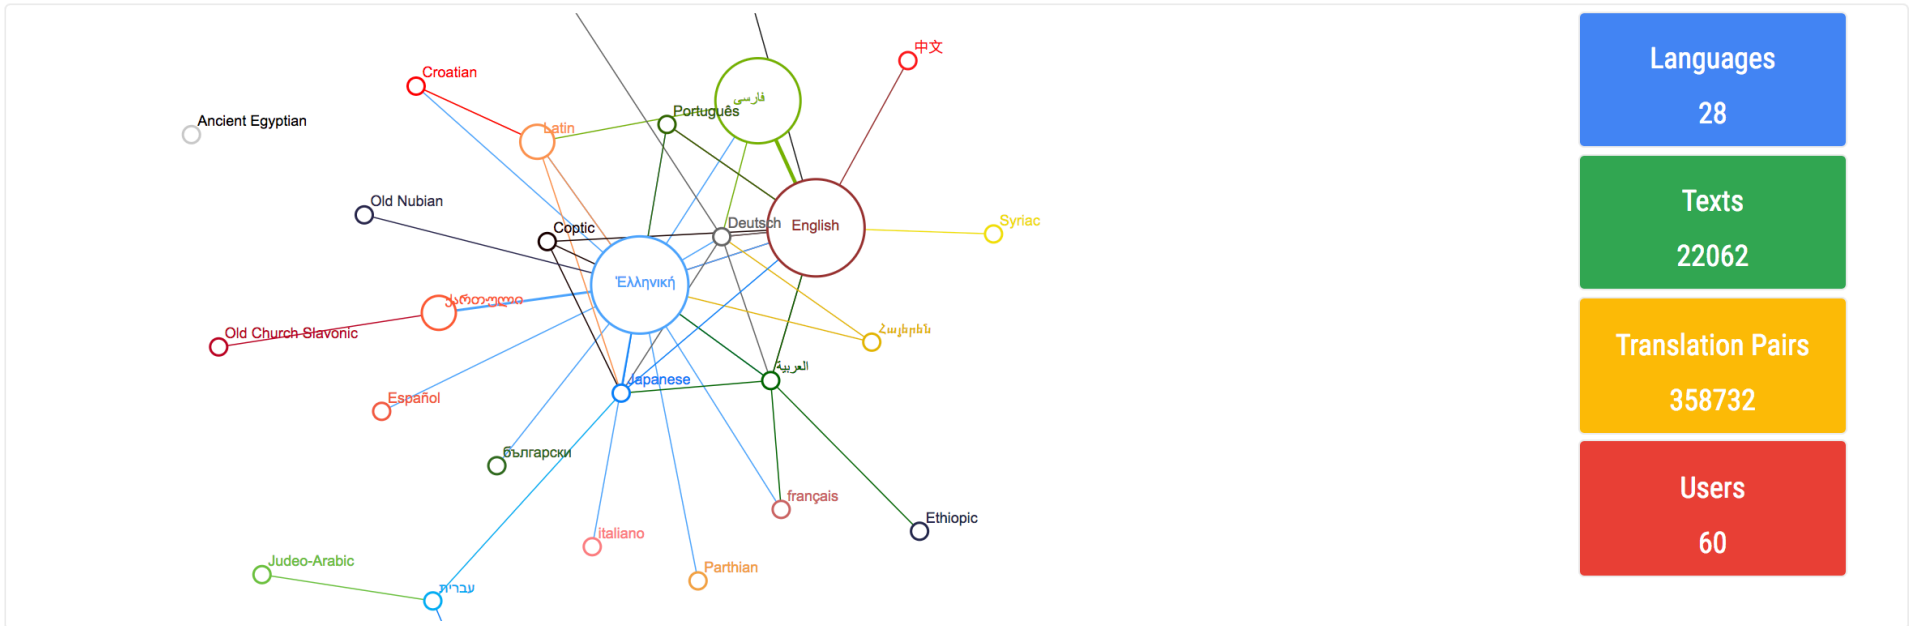 中文
Croatian
فارسی
Português
Ancient Egyptian
Latin
Old Nubian
Syriac
Coptic
Deutsch
English
Ἑλληνική
ქართული
Old Church Slavonic
Հայերեն
العربية
Japanese
Español
български
français
Ethiopic
italiano
Judeo-Arabic
Parthian
עברית
Languages
28
Texts
22062
Translation Pairs
358732
Users
60